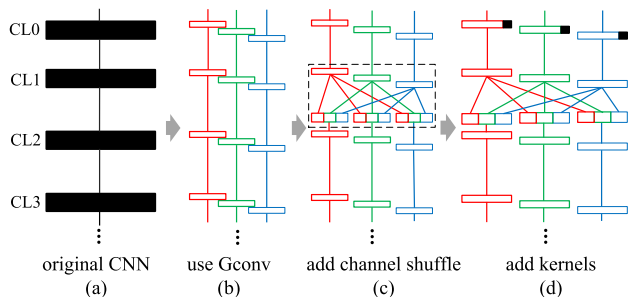 CL0
CL1
CL2
CL3
original CNN use Gconv add channel shuffle add kernels
(a) (b) (c) (d)